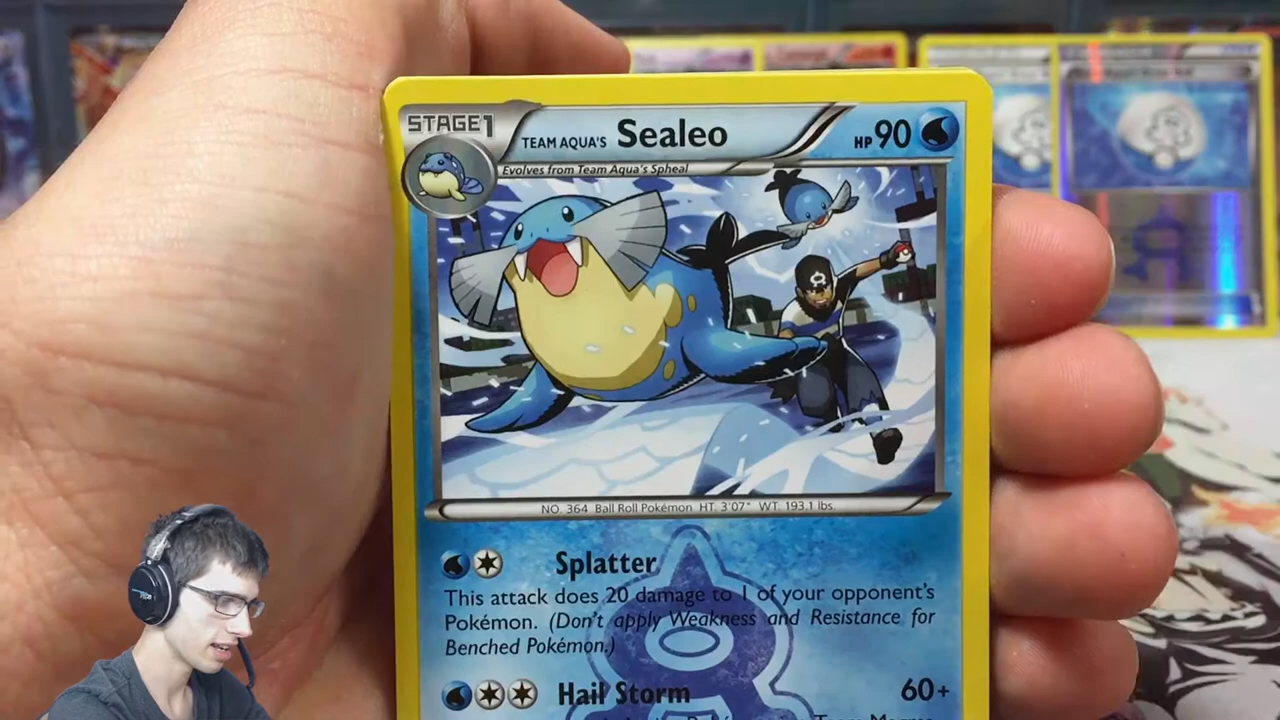 STAGE1
TEAM AQUA'S Sealeo HP 90
Evolves from Team Aqua's Spheal
NO. 364 Ball Roll Pokémon HT. 3'07" WT. 193.1 lbs.
Splatter
This attack does 20 damage to 1 of your opponent's
Pokémon. (Don't apply Weakness and Resistance for
Benched Pokémon.)
Hail Storm 60+